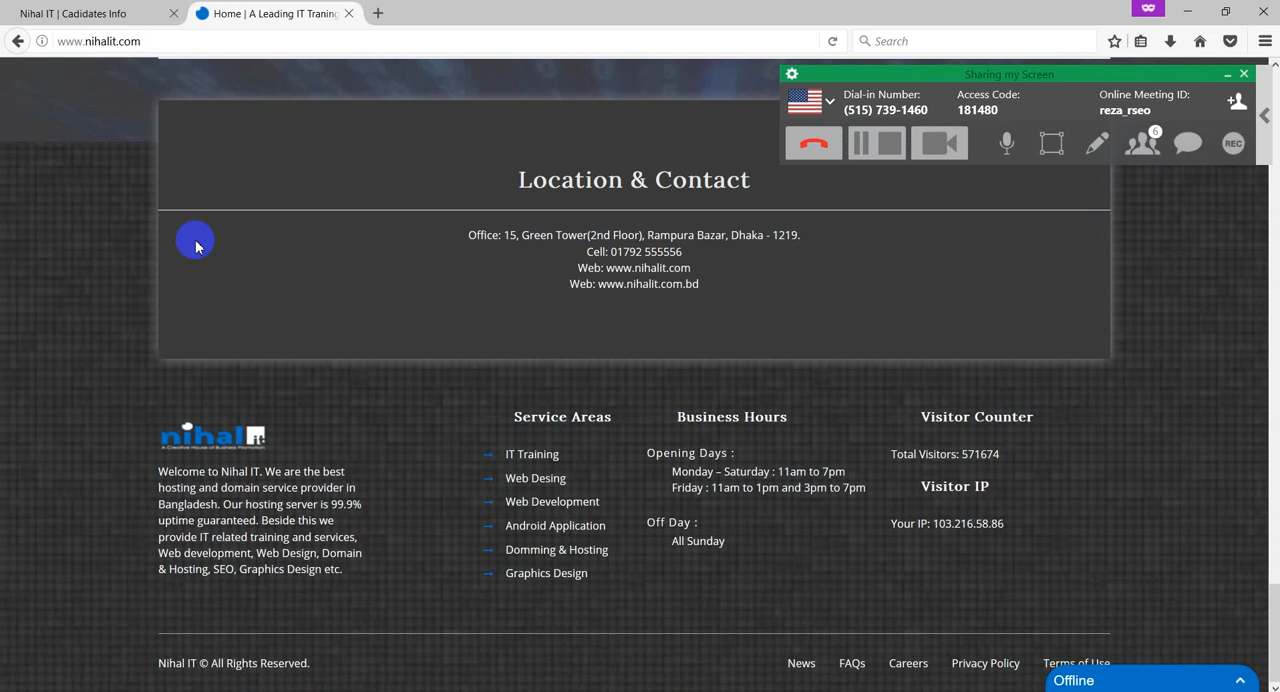 Nihal IT | Cadidates Info
Home | A Leading IT Traning
www.nihalit.com
Search
Sharing my Screen
Dial-in Number:
(515) 739-1460
Access Code:
181480
Online Meeting ID:
reza_rseo
6
REC
Location & Contact
Office: 15, Green Tower(2nd Floor), Rampura Bazar, Dhaka - 1219.
Cell: 01792 555556
Web: www.nihalit.com
Web: www.nihalit.com.bd
nihal it
A Creative House of Business Promotion
Welcome to Nihal IT. We are the best
hosting and domain service provider in
Bangladesh. Our hosting server is 99.9%
uptime guaranteed. Beside this we
provide IT related training and services,
Web development, Web Design, Domain
& Hosting, SEO, Graphics Design etc.
Service Areas
IT Training
Web Desing
Web Development
Android Application
Domming & Hosting
Graphics Design
Business Hours
Opening Days :
Monday – Saturday : 11am to 7pm
Friday : 11am to 1pm and 3pm to 7pm
Off Day :
All Sunday
Visitor Counter
Total Visitors: 571674
Visitor IP
Your IP: 103.216.58.86
Nihal IT © All Rights Reserved.
News
FAQs
Careers
Privacy Policy
Terms of Use
Offline